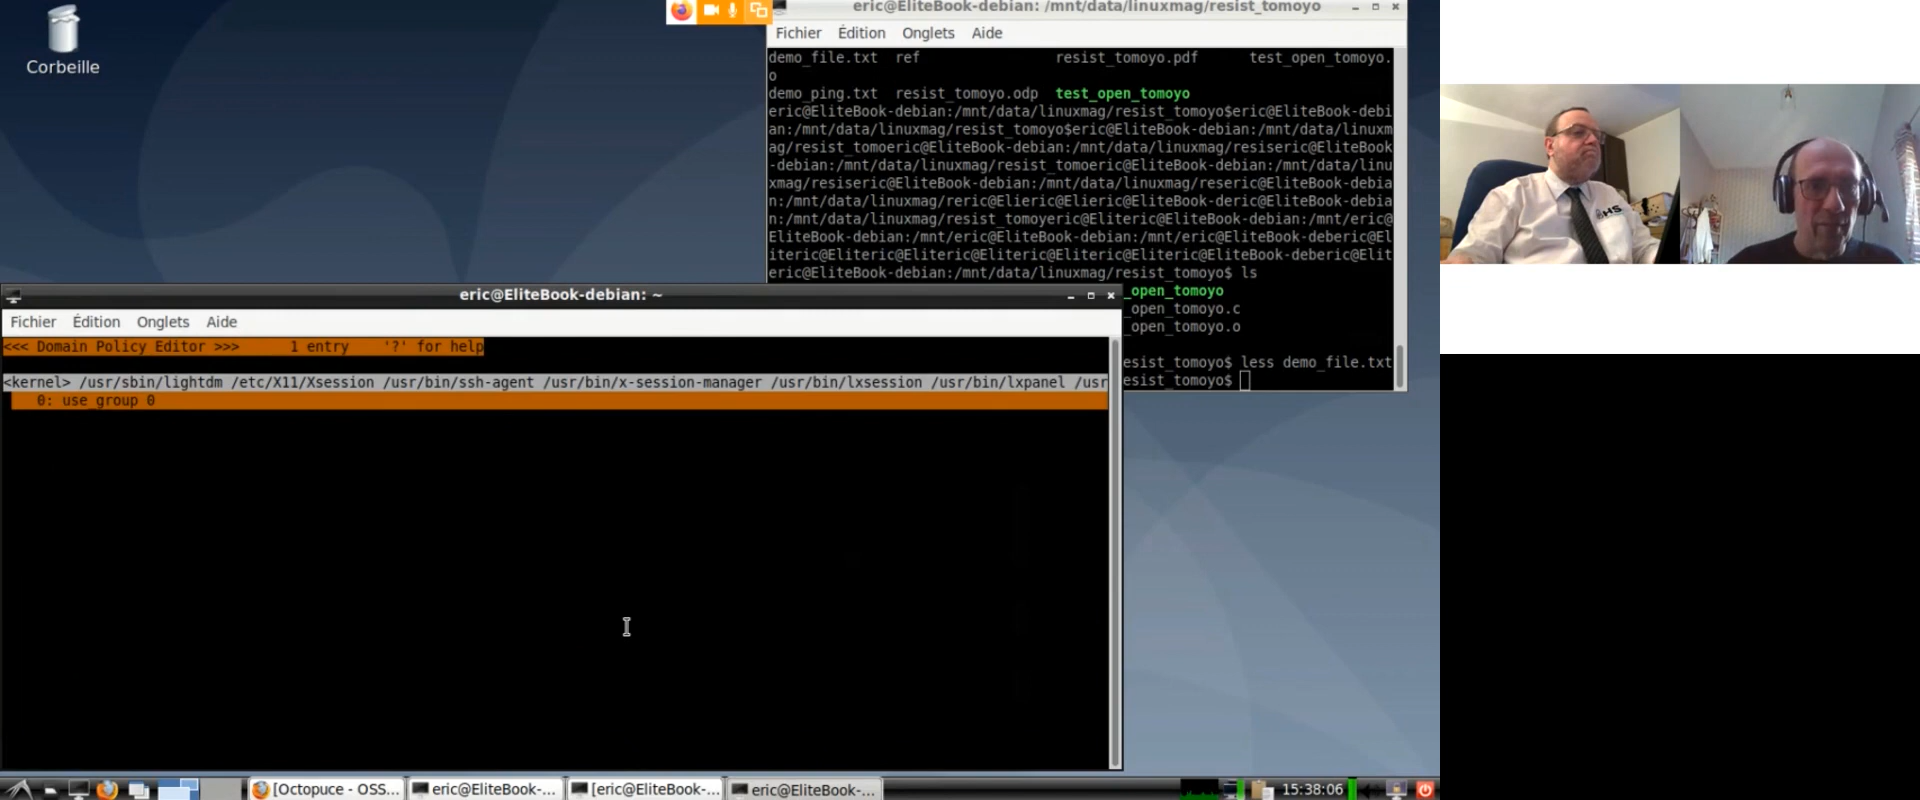 Corbeille
eric@EliteBook-debian: /mnt/data/linuxmag/resist_tomoyo
Fichier Édition Onglets Aide
demo_file.txt ref resist_tomoyo.pdf test_open_tomoyo.
o
demo_ping.txt resist_tomoyo.odp test_open_tomoyo
eric@EliteBook-debian:/mnt/data/linuxmag/resist_tomoyo$eric@EliteBook-debi
an:/mnt/data/linuxmag/resist_tomoyo$eric@EliteBook-debian:/mnt/data/linuxm
ag/resist_tomoeric@EliteBook-debian:/mnt/data/linuxmag/resiseric@EliteBook
-debian:/mnt/data/linuxmag/resist_tomoeric@EliteBook-debian:/mnt/data/linu
xmag/resiseric@EliteBook-debian:/mnt/data/linuxmag/reseric@EliteBook-debia
n:/mnt/data/linuxmag/reric@Elieric@Elieric@EliteBook-deric@EliteBook-debia
n:/mnt/data/linuxmag/resist_tomoyeric@Eliteric@EliteBook-debian:/mnt/eric@
EliteBook-debian:/mnt/eric@EliteBook-debian:/mnt/eric@EliteBook-deberic@El
iteric@Eliteric@Eliteric@Eliteric@Eliteric@Eliteric@EliteBook-deberic@Elit
eric@EliteBook-debian:/mnt/data/linuxmag/resist_tomoyo$ ls
_open_tomoyo
_open_tomoyo.c
_open_tomoyo.o
esist_tomoyo$ less demo_file.txt
esist_tomoyo$
HS
eric@EliteBook-debian: ~
Fichier Édition Onglets Aide
<<< Domain Policy Editor >>> 1 entry '?' for help
<kernel> /usr/sbin/lightdm /etc/X11/Xsession /usr/bin/ssh-agent /usr/bin/x-session-manager /usr/bin/lxsession /usr/bin/lxpanel /usr
0: use_group 0
[Octopuce - OSS... eric@EliteBook-... [eric@EliteBook-... eric@EliteBook-... 15:38:06